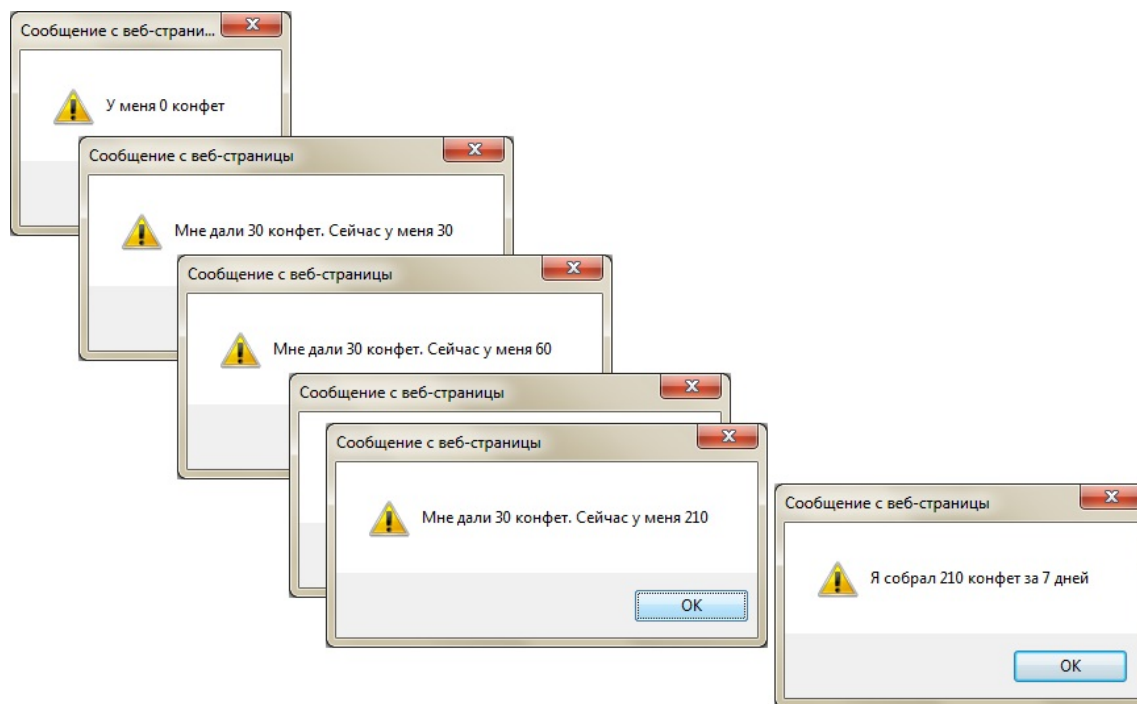 Сообщение с веб-страни...
У меня 0 конфет
Сообщение с веб-страницы
Мне дали 30 конфет. Сейчас у меня 30
Сообщение с веб-страницы
Мне дали 30 конфет. Сейчас у меня 60
Сообщение с веб-страницы
Сообщение с веб-страницы
Мне дали 30 конфет. Сейчас у меня 210
OK
Сообщение с веб-страницы
Я собрал 210 конфет за 7 дней
OK